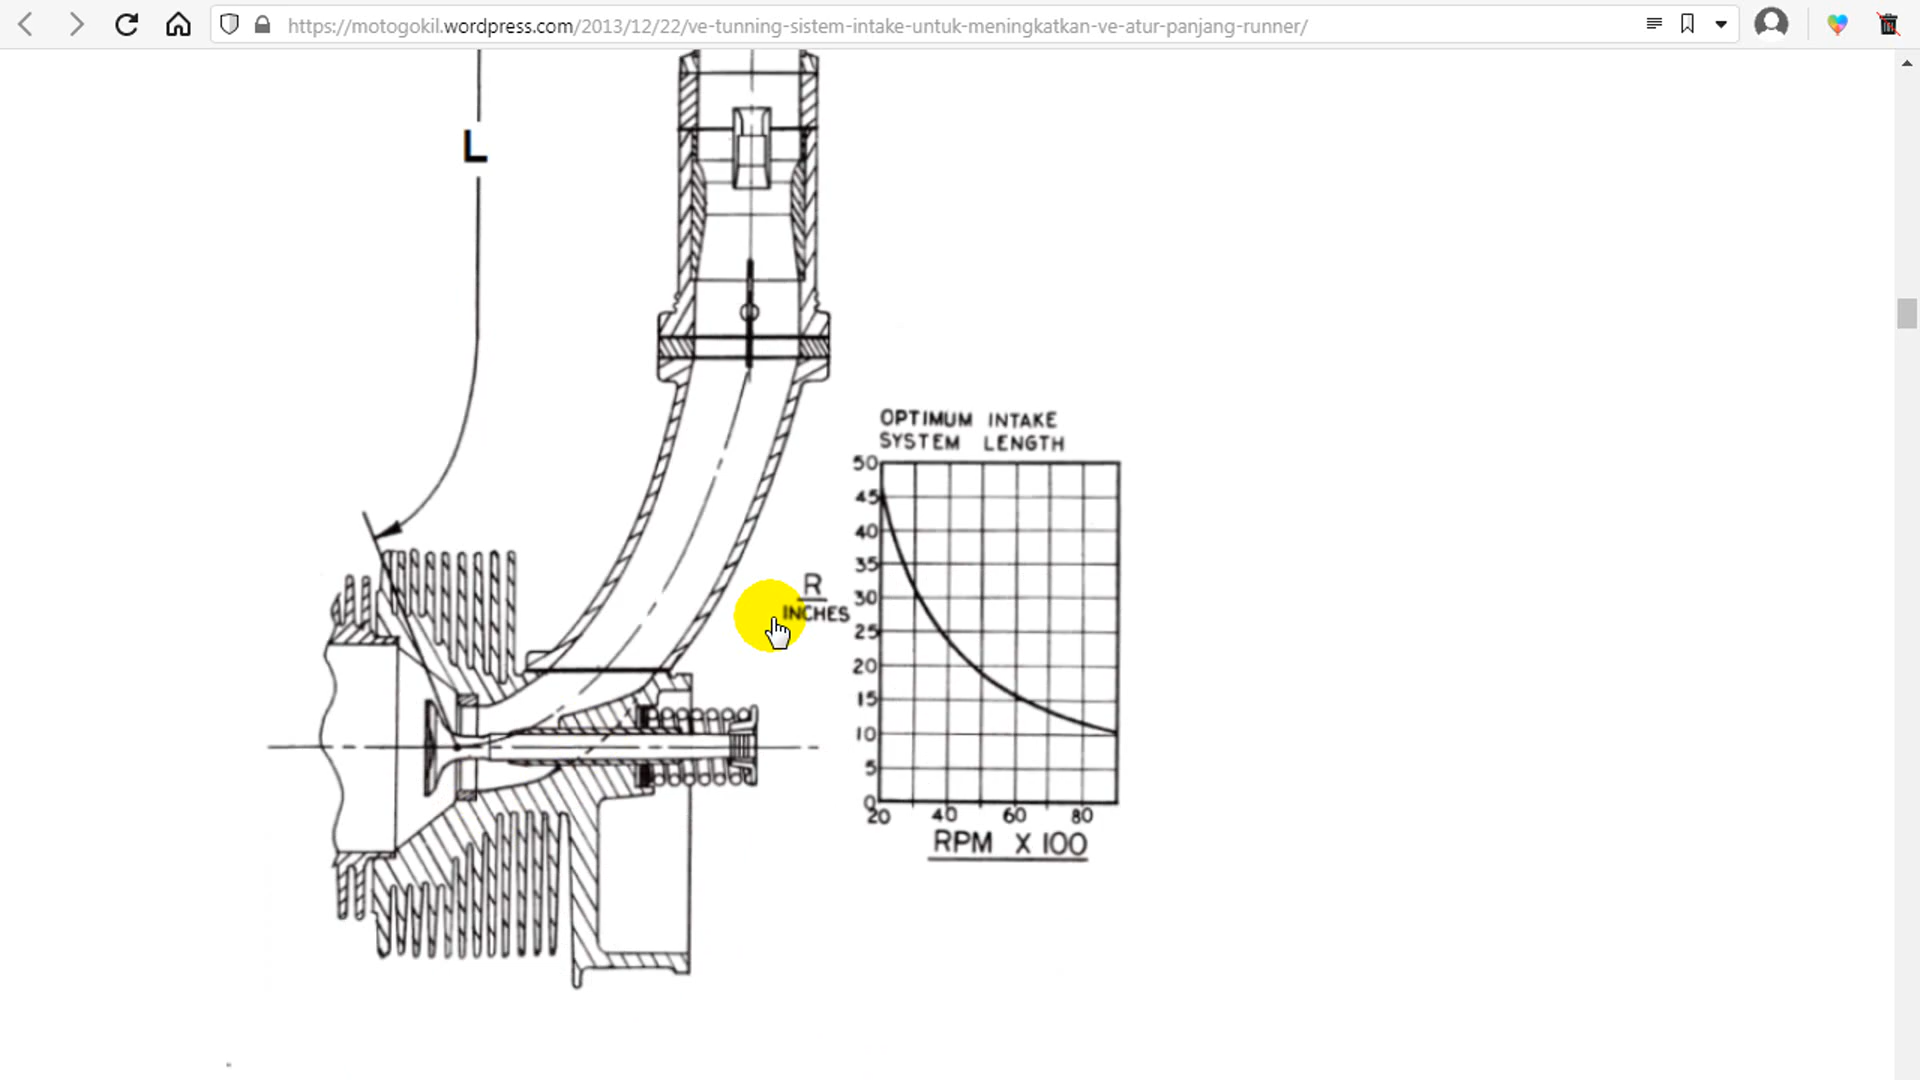 https://motogokil.wordpress.com/2013/12/22/ve-tunning-sistem-intake-untuk-meningkatkan-ve-atur-panjang-runner/
L
OPTIMUM INTAKE
SYSTEM LENGTH
50
45
40
35
R
30
INCHES
25
20
15
10
5
0
20 40 60 80
RPM X 100